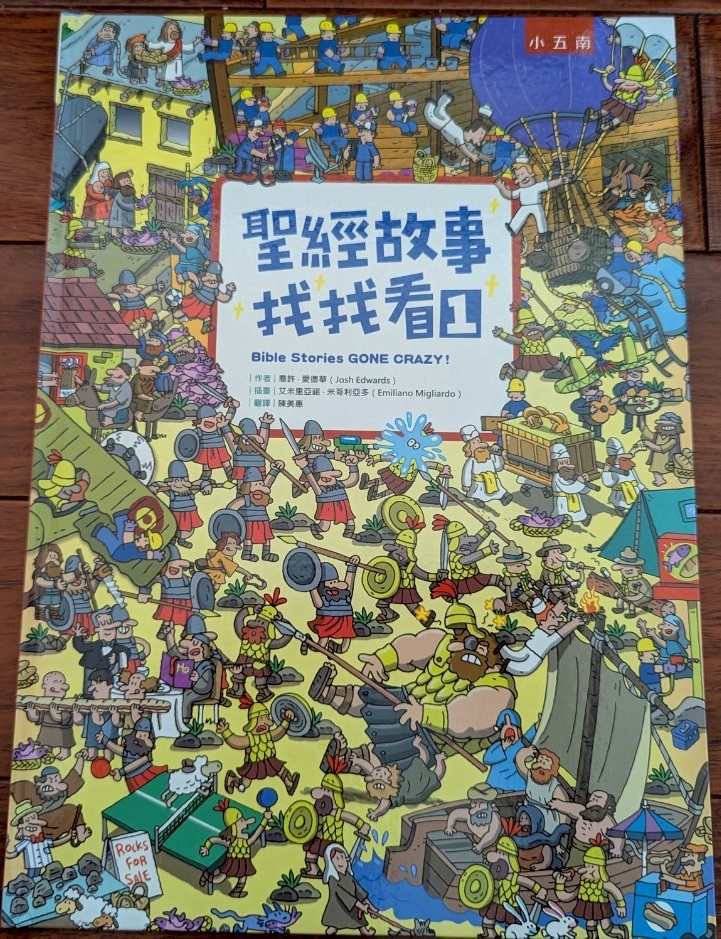 小五南
聖經故事
找找看1
Bible Stories GONE CRAZY!
|作者| 喬許·愛德華（Josh Edwards）
|插畫| 艾米里亞諾·米哥利亞多（Emiliano Migliardo）
|翻譯| 陳美惠
Rocks
FOR
SALE